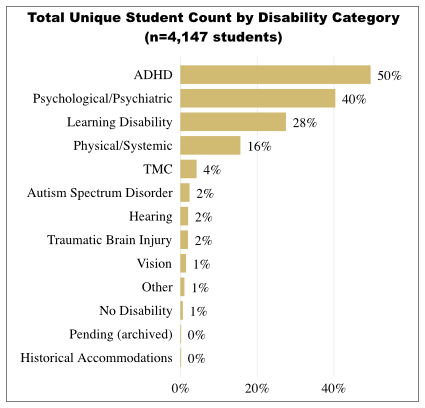 Total Unique Student Count by Disability Category
(n=4,147 students)
ADHD 50%
Psychological/Psychiatric 40%
Learning Disability 28%
Physical/Systemic 16%
TMC 4%
Autism Spectrum Disorder 2%
Hearing 2%
Traumatic Brain Injury 2%
Vision 1%
Other 1%
No Disability 1%
Pending (archived) 0%
Historical Accommodations 0%
0% 20% 40%